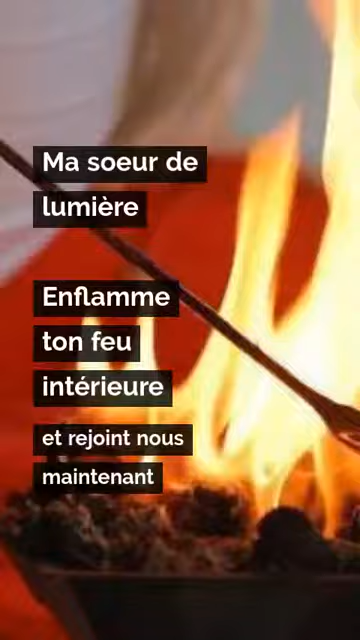 Ma soeur de
lumière
Enflamme
ton feu
intérieure
et rejoint nous
maintenant